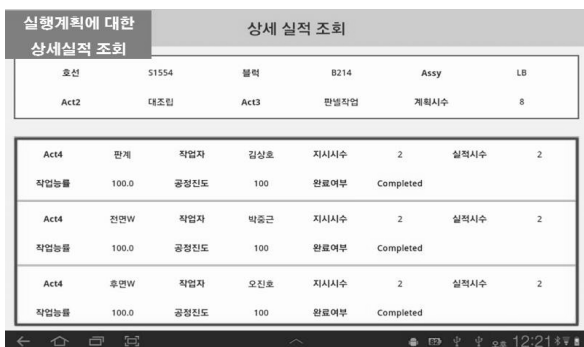 실행계획에 대한
상세실적 조회
상세 실적 조회
호선 S1554 블럭 B214 Assy LB
Act2 대조립 Act3 판넬작업 계획시수 8
Act4 판계 작업자 김상호 지시시수 2 실적시수 2
작업능률 100.0 공정진도 100 완료여부 Completed
Act4 전면W 작업자 박중근 지시시수 2 실적시수 2
작업능률 100.0 공정진도 100 완료여부 Completed
Act4 후면W 작업자 오진호 지시시수 2 실적시수 2
작업능률 100.0 공정진도 100 완료여부 Completed
오후 12:21